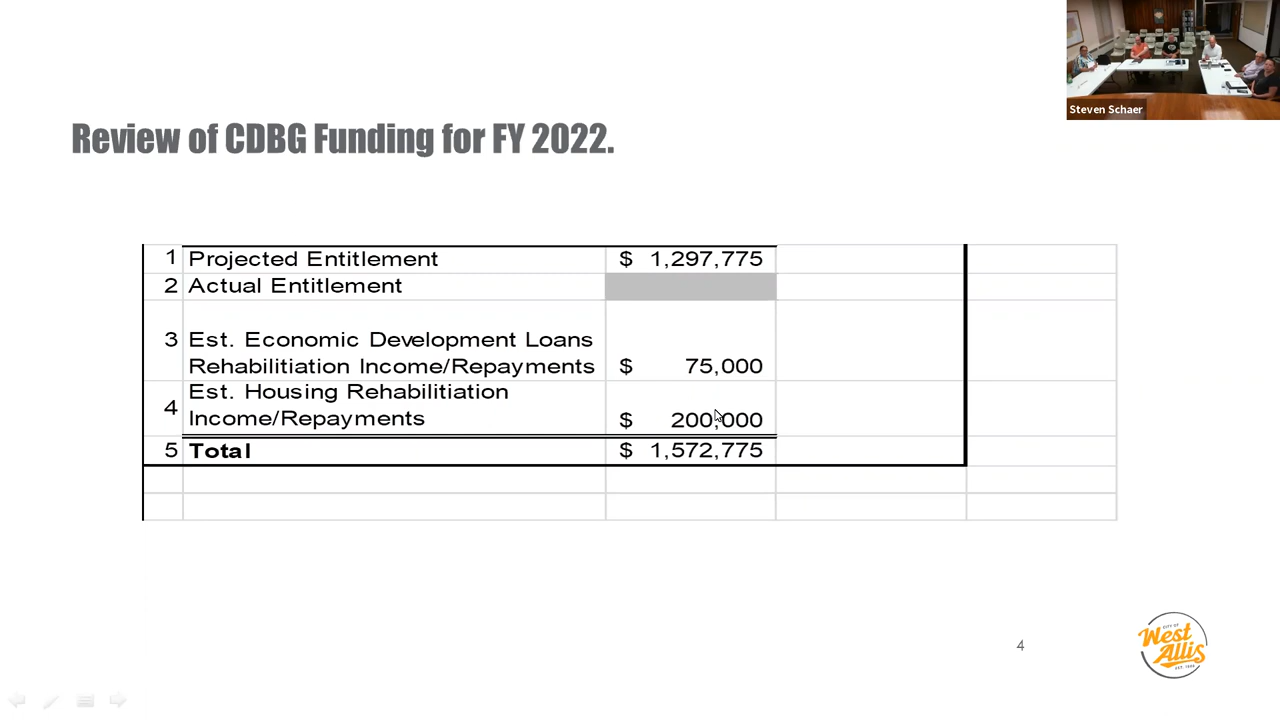 Steven Schaer
Review of CDBG Funding for FY 2022.
1 Projected Entitlement $ 1,297,775
2 Actual Entitlement
3 Est. Economic Development Loans
Rehabilitiation Income/Repayments $ 75,000
4 Est. Housing Rehabilitiation
Income/Repayments $ 200,000
5 Total $ 1,572,775
4
CITY OF
West
Allis